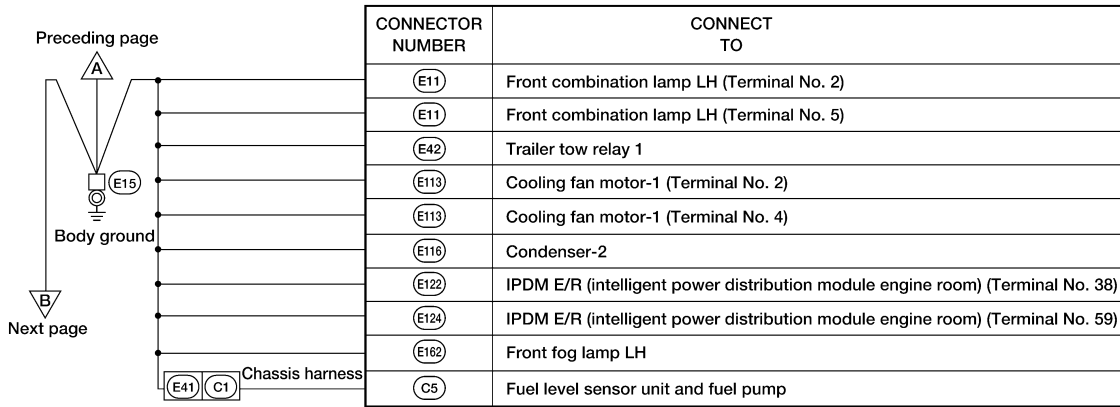 Preceding page
A
E15
Body ground
B
Next page
CONNECTOR NUMBER CONNECT TO
E11 Front combination lamp LH (Terminal No. 2)
E11 Front combination lamp LH (Terminal No. 5)
E42 Trailer tow relay 1
E113 Cooling fan motor-1 (Terminal No. 2)
E113 Cooling fan motor-1 (Terminal No. 4)
E116 Condenser-2
E122 IPDM E/R (intelligent power distribution module engine room) (Terminal No. 38)
E124 IPDM E/R (intelligent power distribution module engine room) (Terminal No. 59)
E162 Front fog lamp LH
E41 C1 Chassis harness C5 Fuel level sensor unit and fuel pump